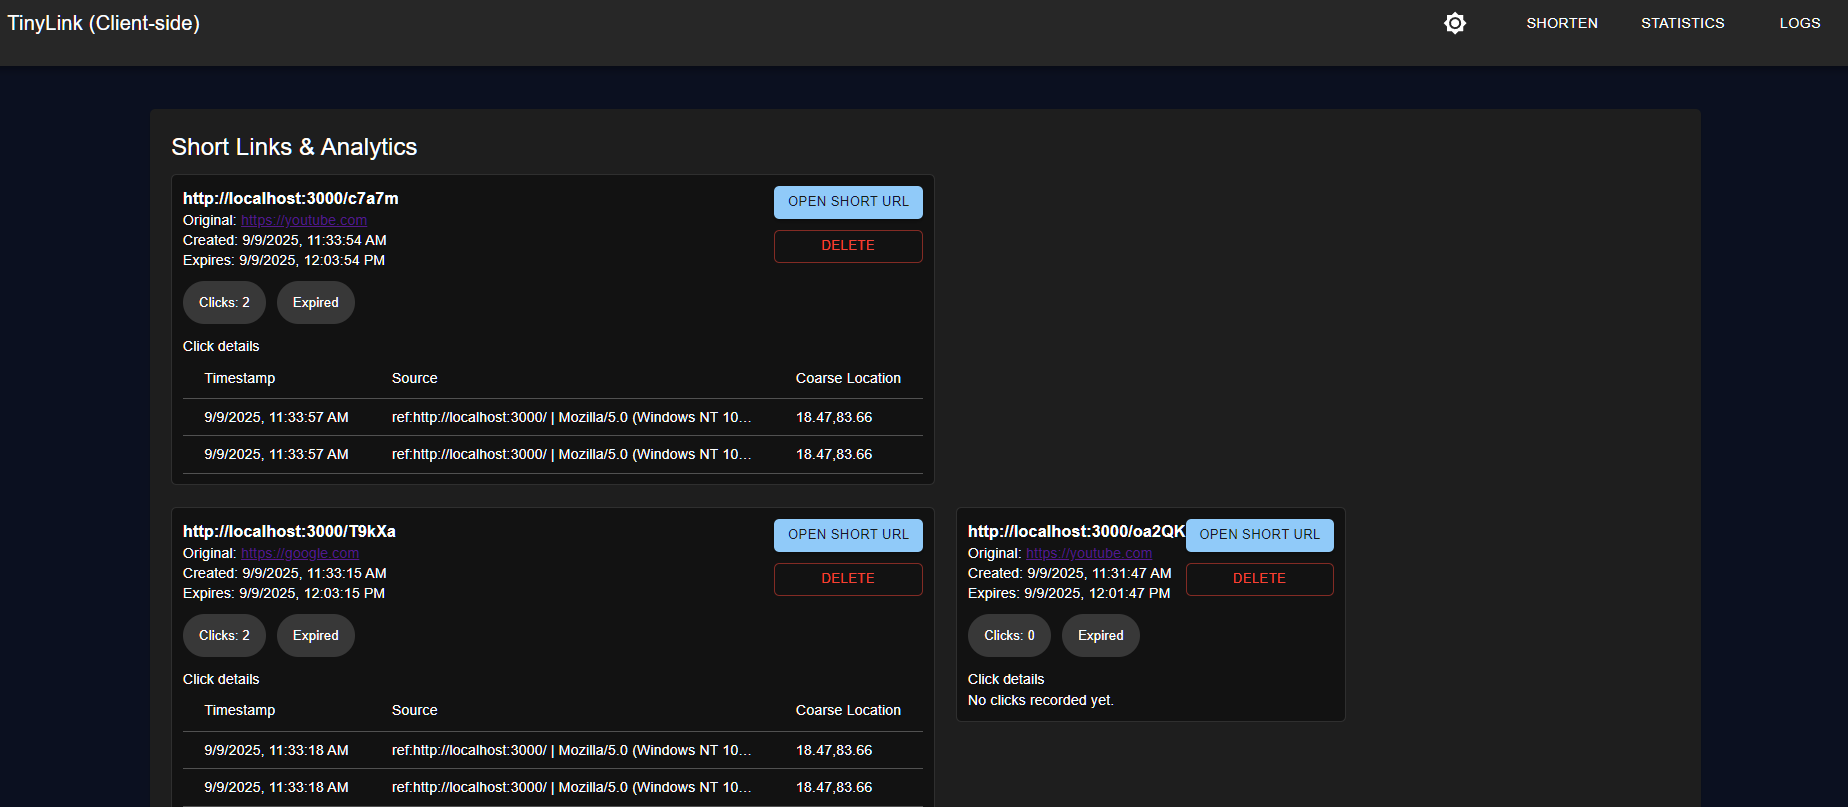 TinyLink (Client-side)
SHORTEN STATISTICS LOGS
Short Links & Analytics
http://localhost:3000/c7a7m
OPEN SHORT URL
Original: https://youtube.com
Created: 9/9/2025, 11:33:54 AM
DELETE
Expires: 9/9/2025, 12:03:54 PM
Clicks: 2 Expired
Click details
Timestamp Source Coarse Location
9/9/2025, 11:33:57 AM ref:http://localhost:3000/ | Mozilla/5.0 (Windows NT 10... 18.47,83.66
9/9/2025, 11:33:57 AM ref:http://localhost:3000/ | Mozilla/5.0 (Windows NT 10... 18.47,83.66
http://localhost:3000/T9kXa
OPEN SHORT URL
Original: https://google.com
Created: 9/9/2025, 11:33:15 AM
DELETE
Expires: 9/9/2025, 12:03:15 PM
Clicks: 2 Expired
Click details
Timestamp Source Coarse Location
9/9/2025, 11:33:18 AM ref:http://localhost:3000/ | Mozilla/5.0 (Windows NT 10... 18.47,83.66
9/9/2025, 11:33:18 AM ref:http://localhost:3000/ | Mozilla/5.0 (Windows NT 10... 18.47,83.66
http://localhost:3000/oa2QK
OPEN SHORT URL
Original: https://youtube.com
Created: 9/9/2025, 11:31:47 AM
DELETE
Expires: 9/9/2025, 12:01:47 PM
Clicks: 0 Expired
Click details
No clicks recorded yet.